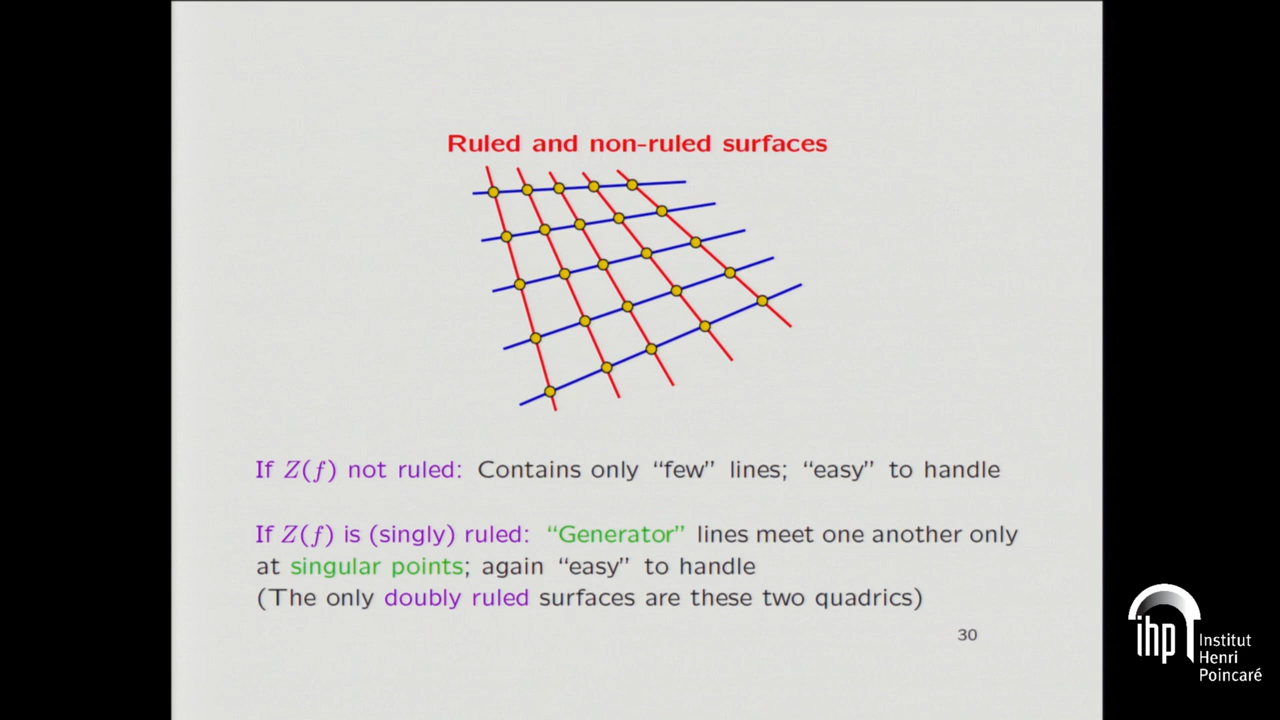 Ruled and non-ruled surfaces
If Z(f) not ruled: Contains only “few” lines; “easy” to handle
If Z(f) is (singly) ruled: “Generator” lines meet one another only
at singular points; again “easy” to handle
(The only doubly ruled surfaces are these two quadrics)
30
ihp Institut
Henri
Poincaré